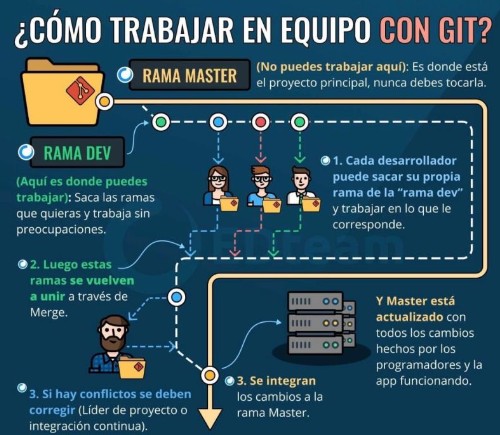 ¿CÓMO TRABAJAR EN EQUIPO CON GIT?
RAMA MASTER
(No puedes trabajar aquí): Es donde está
el proyecto principal, nunca debes tocarla.
RAMA DEV
(Aquí es donde puedes
trabajar): Saca las ramas
que quieras y trabaja sin
preocupaciones.
1. Cada desarrollador
puede sacar su propia
rama de la “rama dev”
y trabajar en lo que le
corresponde.
2. Luego estas
ramas se vuelven
a unir a través de
Merge.
Y Master está
actualizado con
todos los cambios
hechos por los
programadores y la
app funcionando.
3. Si hay conflictos se deben
corregir (Líder de proyecto o
integración continua).
3. Se integran
los cambios a la
rama Master.